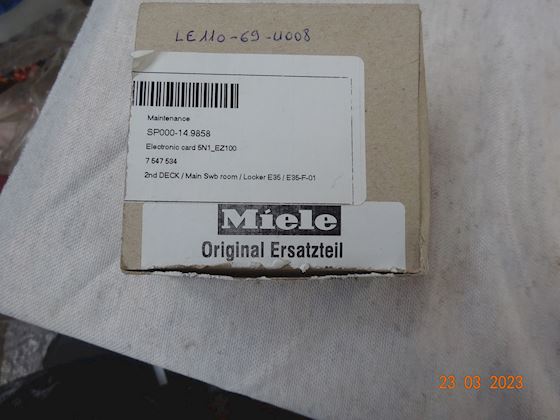 LE110-69-4008
Maintenance
SP000-14.9858
Electronic card 5N1_EZ100
7 547 534
2nd DECK / Main Swb room / Locker E35 / E35-F-01
Miele
Original Ersatzteil
23 03 2023